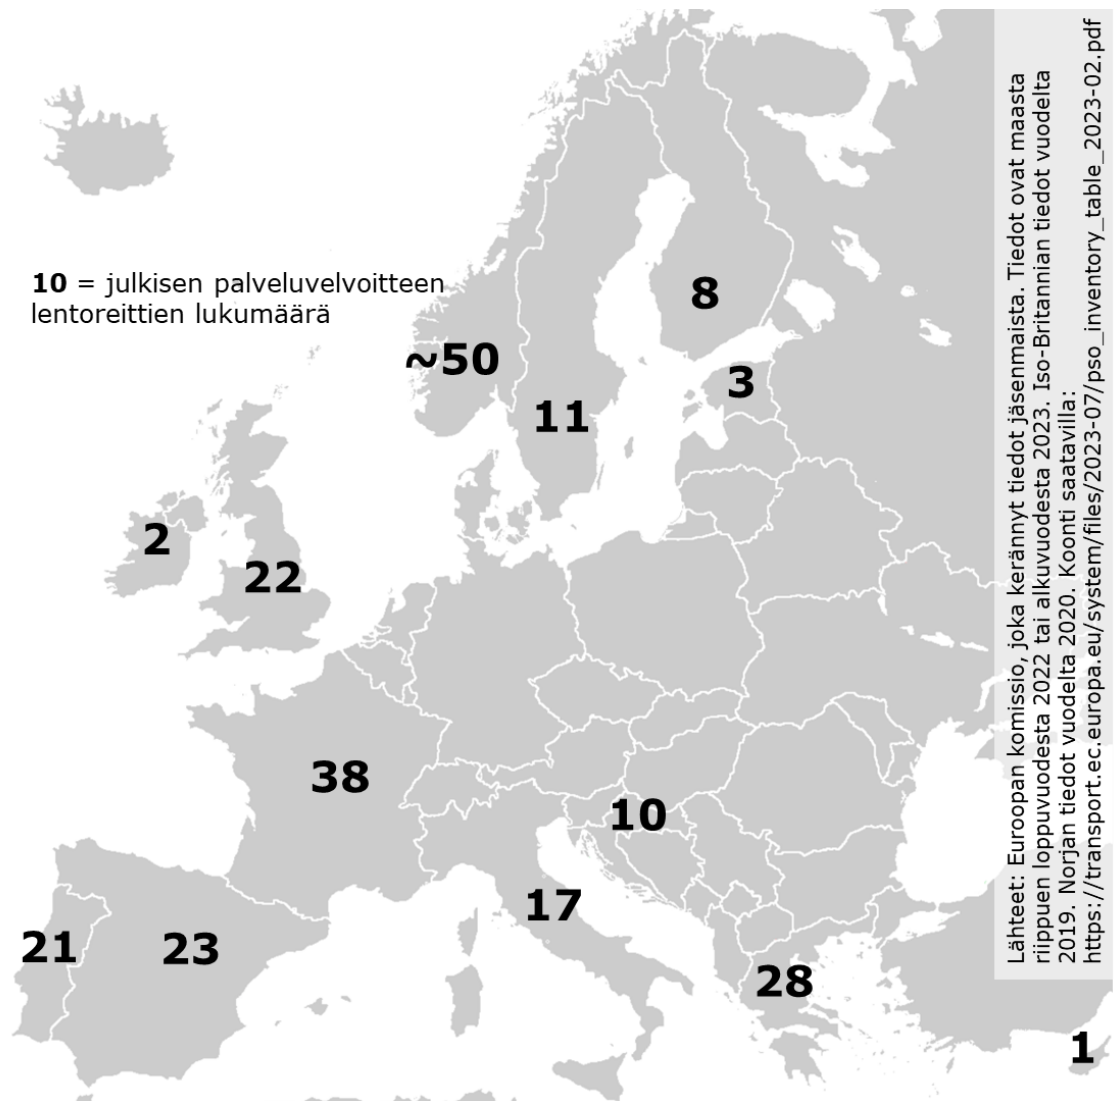 10 = julkisen palveluvelvoitteen
lentoreittien lukumäärä
8
~50
3
11
2
22
38
10
17
21
23
28
1
Lähteet: Euroopan komissio, joka kerännyt tiedot jäsenmaista. Tiedot ovat maasta
riippuen loppuvuodesta 2022 tai alkuvuodesta 2023. Iso-Britannian tiedot vuodelta
2019. Norjan tiedot vuodelta 2020. Koonti saatavilla:
https://transport.ec.europa.eu/system/files/2023-07/pso_inventory_table_2023-02.pdf